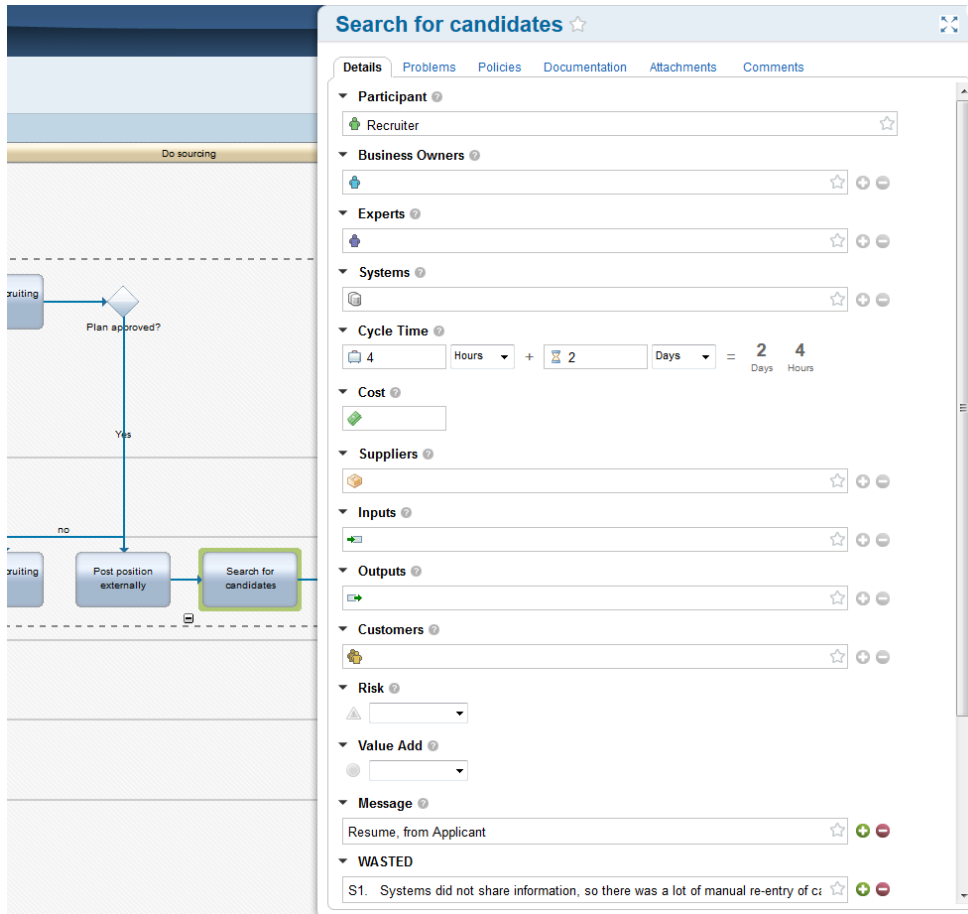 Search for candidates
Details Problems Policies Documentation Attachments Comments
Participant
Recruiter
Business Owners
Experts
Systems
Cycle Time
4 Hours + 2 Days = 2 4
Days Hours
Cost
Suppliers
Inputs
Outputs
Customers
Risk
Value Add
Message
Resume, from Applicant
WASTED
S1. Systems did not share information, so there was a lot of manual re-entry of
Do sourcing
ruiting
Plan approved?
Yes
no
ruiting
Post position
externally
Search for
candidates